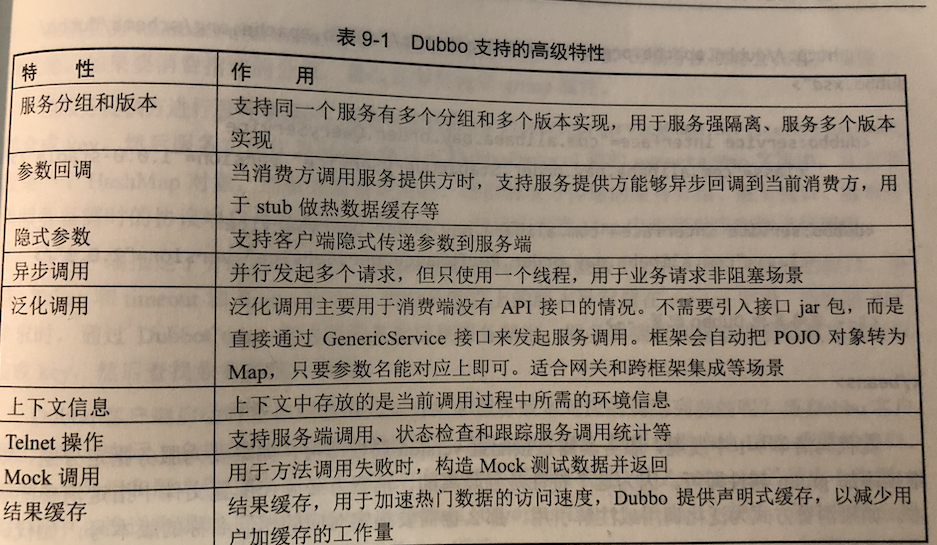 表 9-1 Dubbo 支持的高级特性
特 性 作 用
服务分组和版本 支持同一个服务有多个分组和多个版本实现，用于服务强隔离、服务多个版本
实现
参数回调 当消费方调用服务提供方时，支持服务提供方能够异步回调到当前消费方，用
于 stub 做热数据缓存等
隐式参数 支持客户端隐式传递参数到服务端
异步调用 并行发起多个请求，但只使用一个线程，用于业务请求非阻塞场景
泛化调用 泛化调用主要用于消费端没有 API 接口的情况。不需要引入接口 jar 包，而是
直接通过 GenericService 接口来发起服务调用。框架会自动把 POJO 对象转为
Map，只要参数名能对应上即可。适合网关和跨框架集成等场景
上下文信息 上下文中存放的是当前调用过程中所需的环境信息
Telnet 操作 支持服务端调用、状态检查和跟踪服务调用统计等
Mock 调用 用于方法调用失败时，构造 Mock 测试数据并返回
结果缓存 结果缓存，用于加速热门数据的访问速度，Dubbo 提供声明式缓存，以减少用
户加缓存的工作量